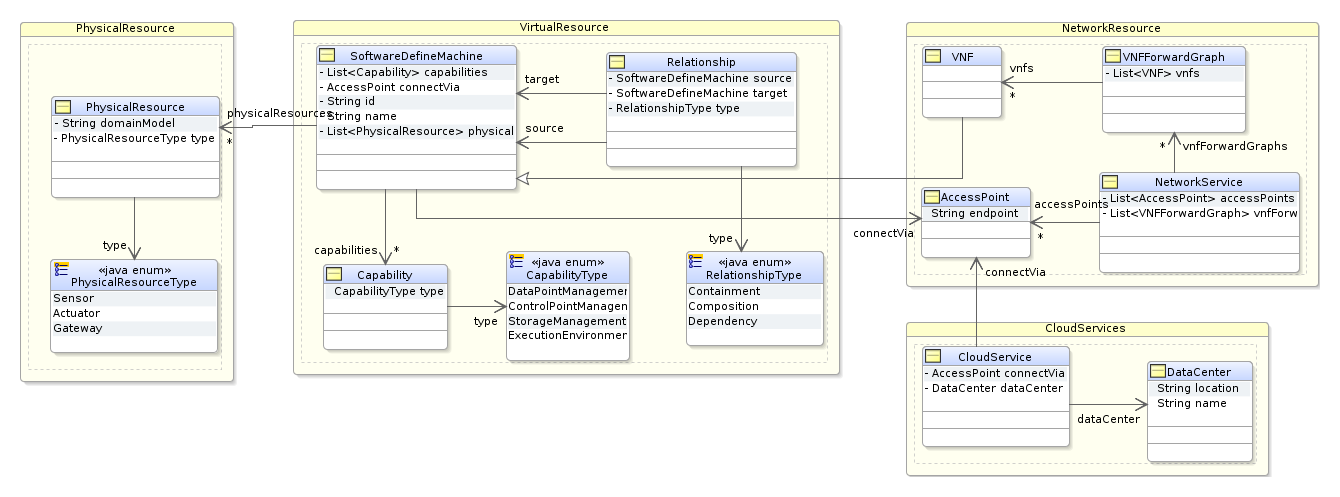 PhysicalResource
PhysicalResource
- String domainModel
- PhysicalResourceType type
type
«java enum»
PhysicalResourceType
Sensor
Actuator
Gateway
physicalResources
*
VirtualResource
SoftwareDefineMachine
- List<Capability> capabilities
- AccessPoint connectVia
- String id
- String name
- List<PhysicalResource> physical
target
source
Relationship
- SoftwareDefineMachine source
- SoftwareDefineMachine target
- RelationshipType type
capabilities
*
Capability
CapabilityType type
type
«java enum»
CapabilityType
DataPointManagemen
ControlPointManagen
StorageManagement
ExecutionEnvironmer
type
«java enum»
RelationshipType
Containment
Composition
Dependency
NetworkResource
VNF
vnfs
*
VNFForwardGraph
- List<VNF> vnfs
*
vnfForwardGraphs
NetworkService
- List<AccessPoint> accessPoints
- List<VNFForwardGraph> vnfForw
accessPoints
*
AccessPoint
String endpoint
connectVia
connectVia
CloudServices
CloudService
- AccessPoint connectVia
- DataCenter dataCenter
dataCenter
DataCenter
String location
String name